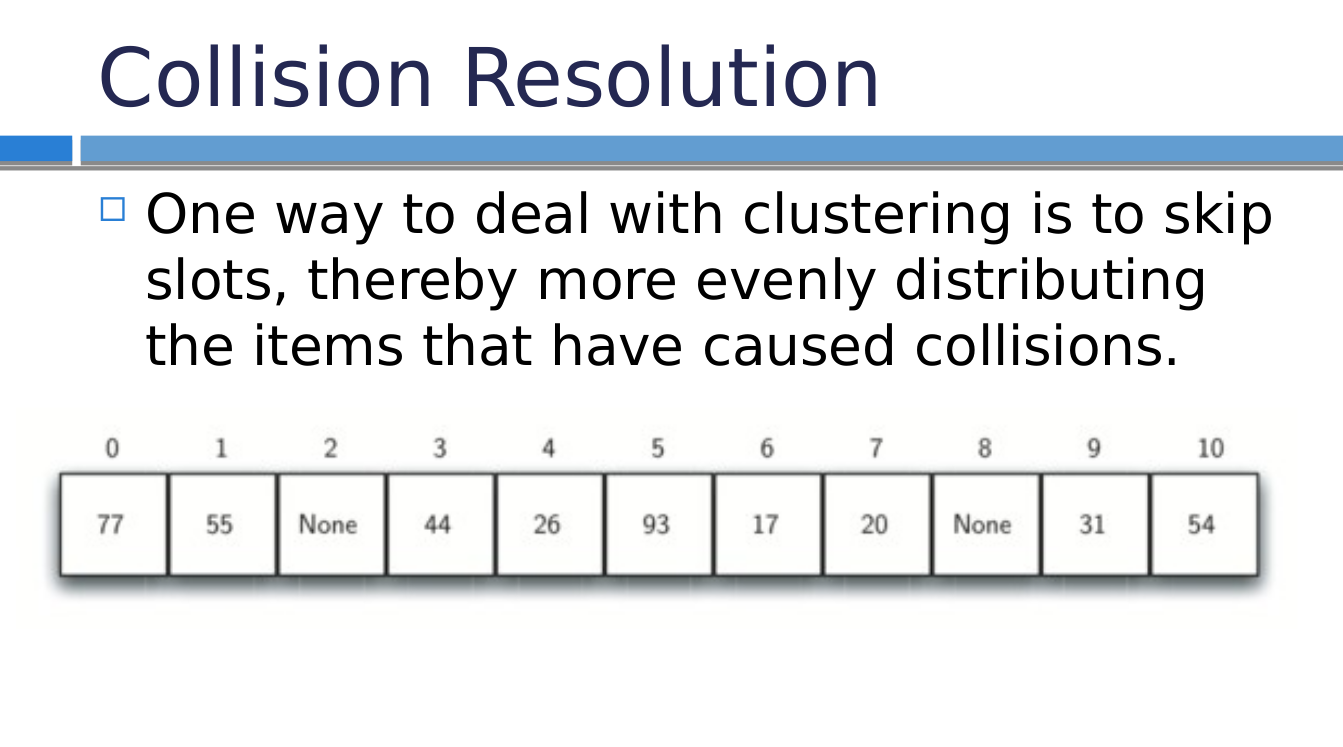 Collision Resolution
One way to deal with clustering is to skip
slots, thereby more evenly distributing
the items that have caused collisions.
0 1 2 3 4 5 6 7 8 9 10
77 55 None 44 26 93 17 20 None 31 54